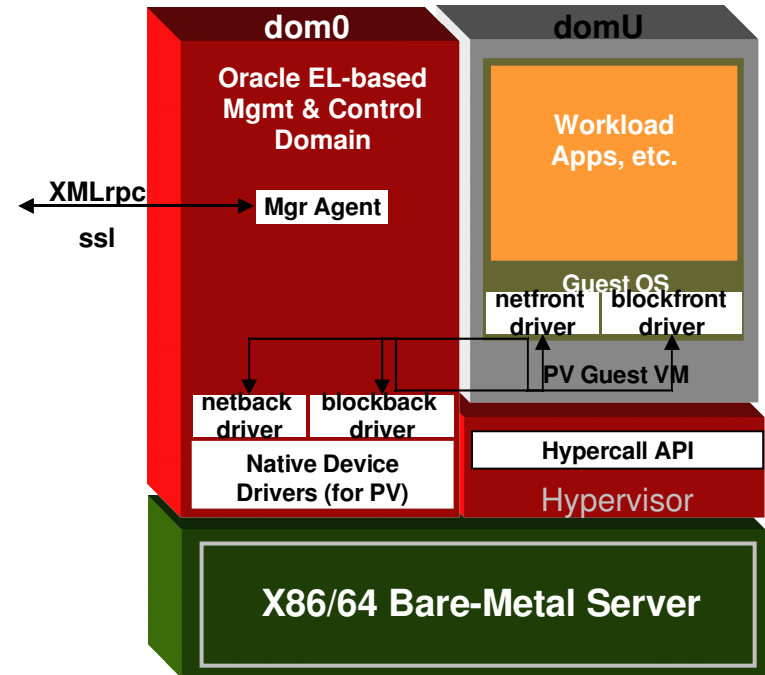 dom0
Oracle EL-based
Mgmt & Control
Domain
XMLrpc
ssl
Mgr Agent
netback
driver
blockback
driver
Native Device
Drivers (for PV)
domU
Workload
Apps, etc.
Guest OS
netfront
driver
blockfront
driver
PV Guest VM
Hypercall API
Hypervisor
X86/64 Bare-Metal Server